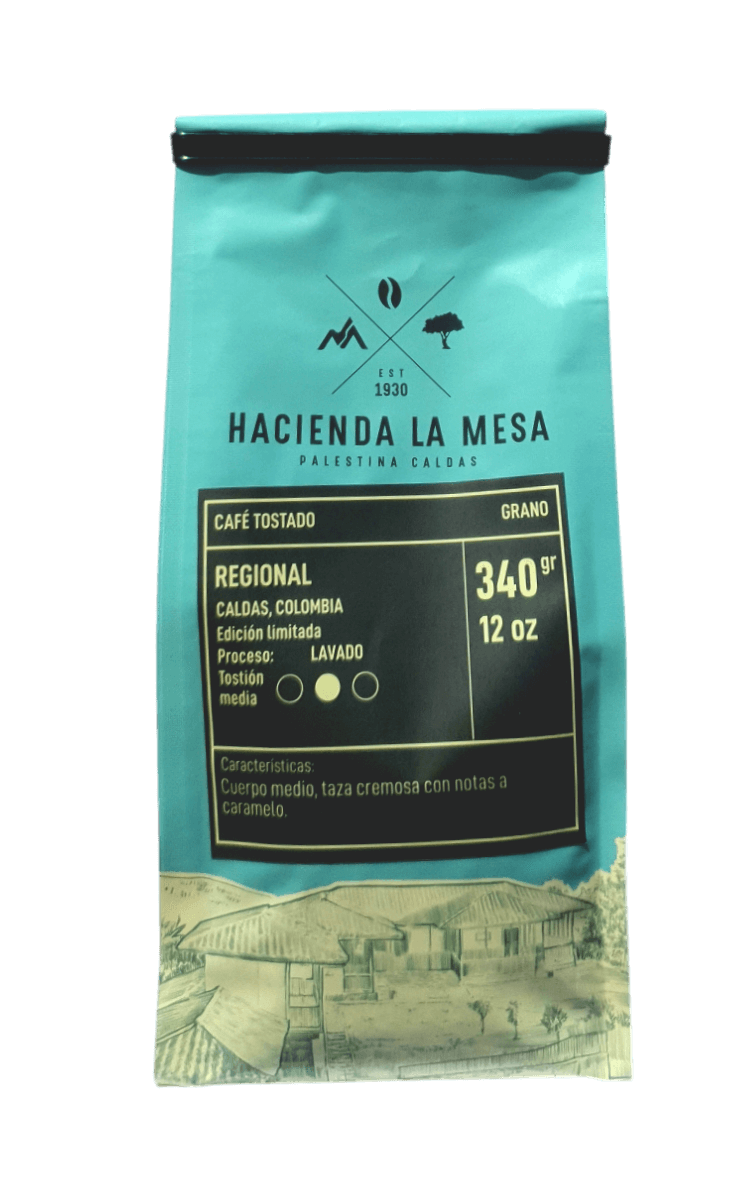 EST
1930
HACIENDA LA MESA
PALESTINA CALDAS
CAFÉ TOSTADO
GRANO
REGIONAL
CALDAS, COLOMBIA
Edición limitada
Proceso: LAVADO
Tostión
media
340 gr
12 oz
Características:
Cuerpo medio, taza cremosa con notas a
caramelo.